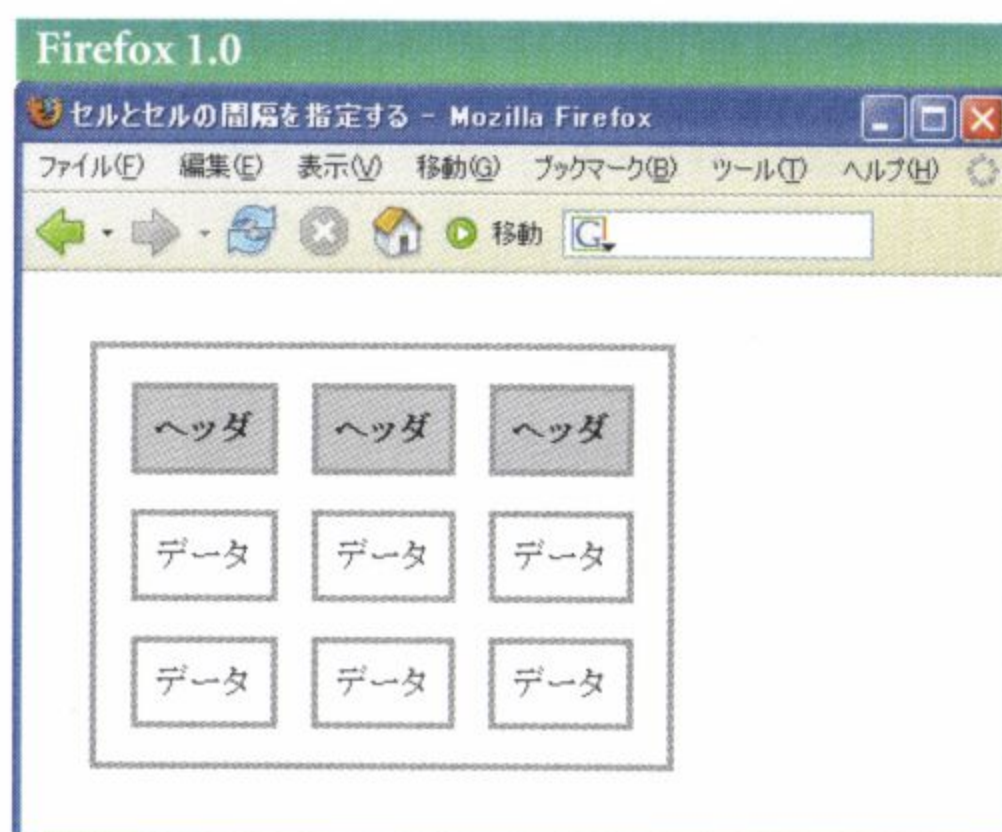 Firefox 1.0
セルとセルの間隔を指定する - Mozilla Firefox
ファイル(F) 編集(E) 表示(V) 移動(G) ブックマーク(B) ツール(T) ヘルプ(H)
移動 G
ヘッダ ヘッダ ヘッダ
データ データ データ
データ データ データ